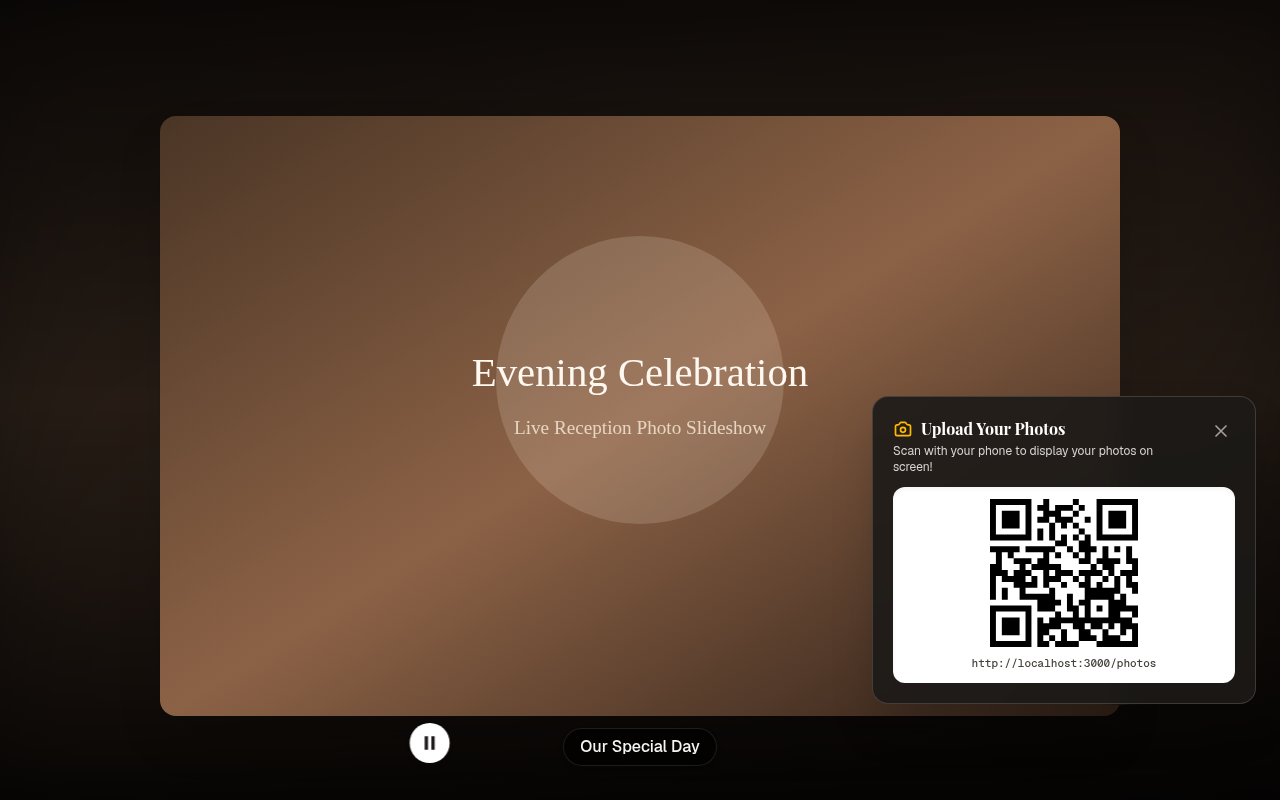 Evening Celebration
Live Reception Photo Slideshow
Upload Your Photos
Scan with your phone to display your photos on
screen!
http://localhost:3000/photos
Our Special Day